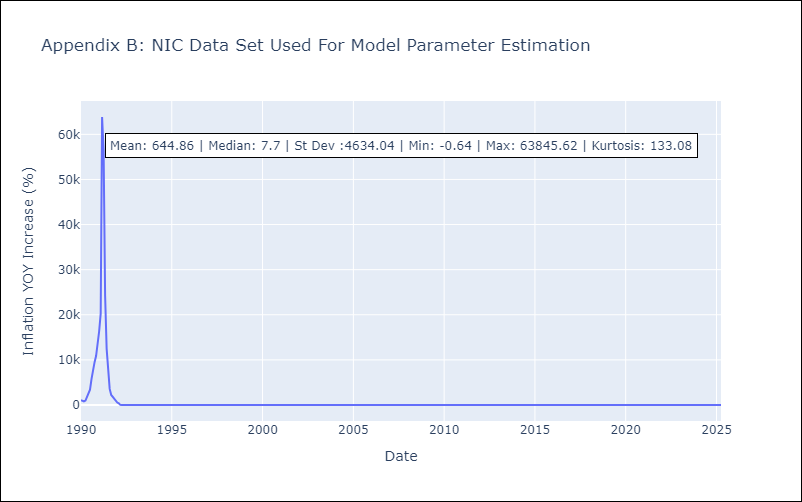 Appendix B: NIC Data Set Used For Model Parameter Estimation
Mean: 644.86 | Median: 7.7 | St Dev :4634.04 | Min: -0.64 | Max: 63845.62 | Kurtosis: 133.08
Inflation YOY Increase (%)
60k
50k
40k
30k
20k
10k
0
1990 1995 2000 2005 2010 2015 2020 2025
Date